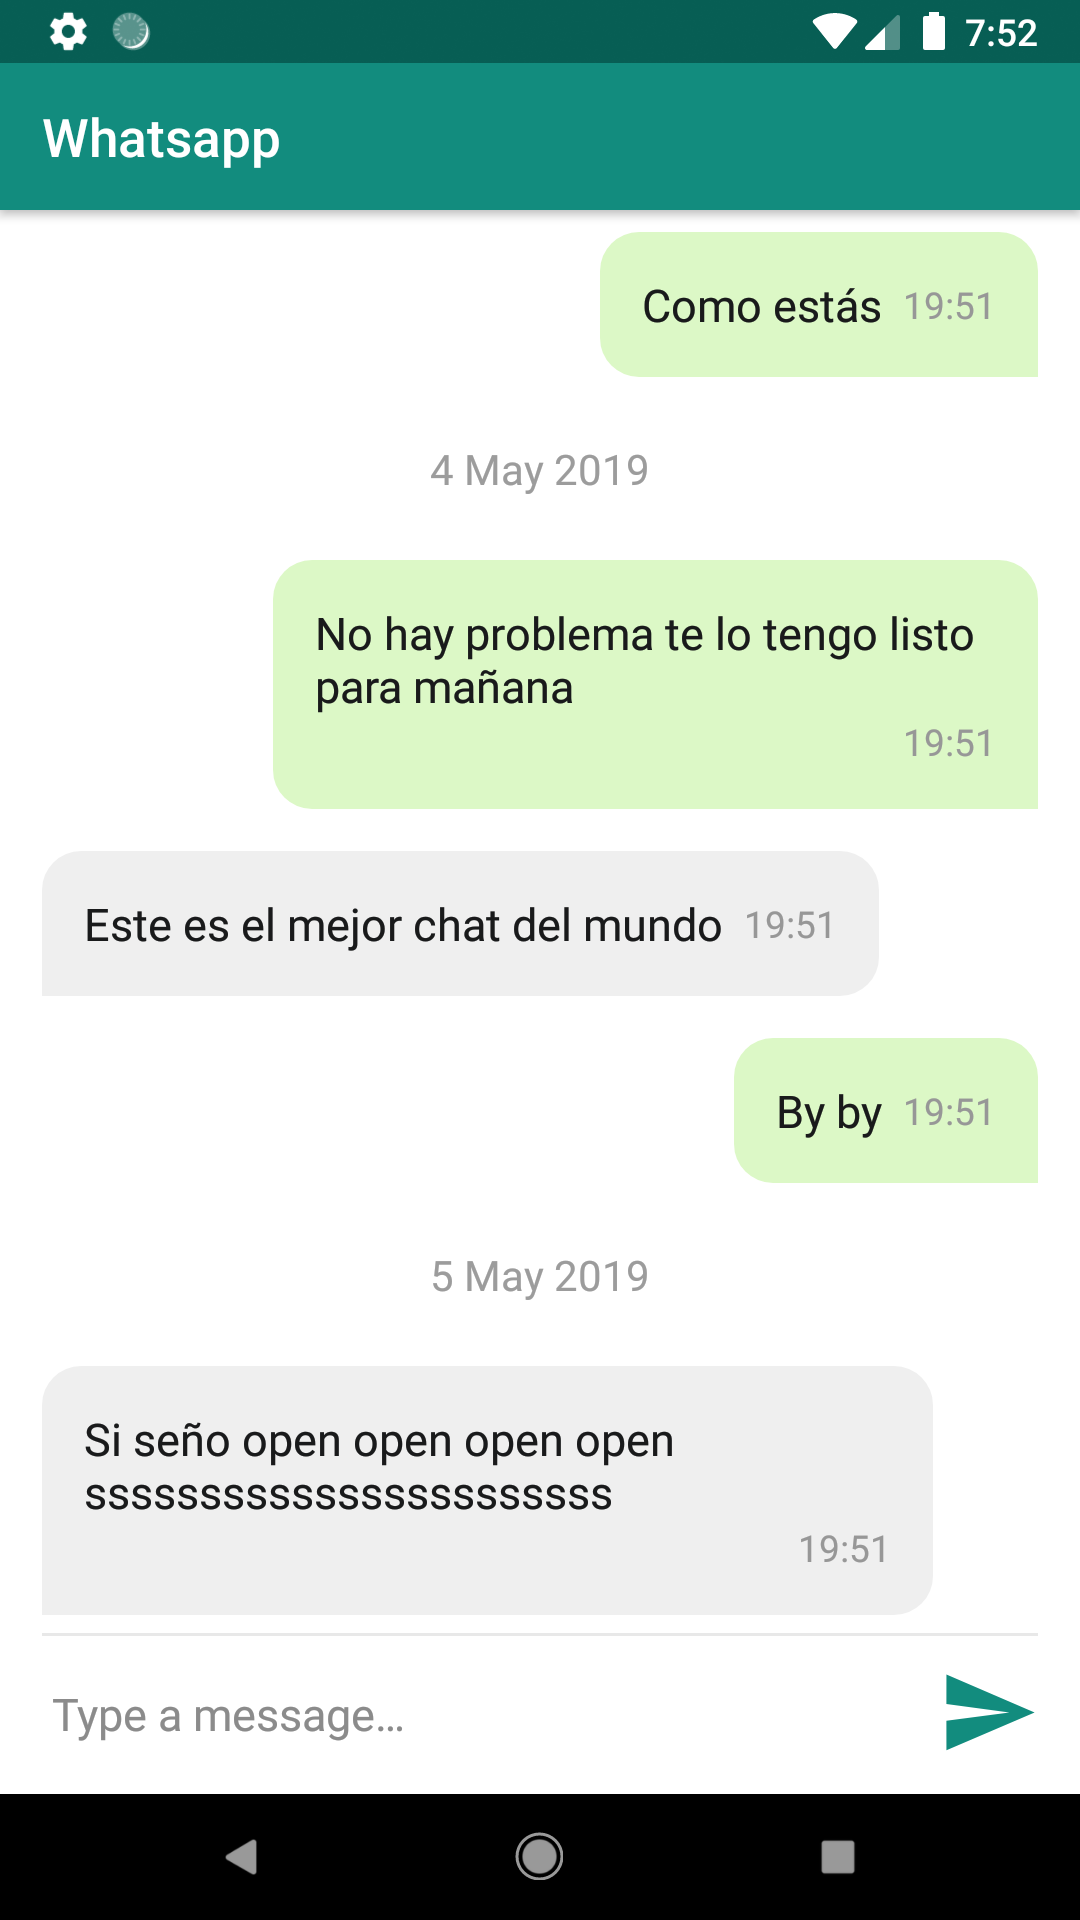 7:52
Whatsapp
Como estás 19:51
4 May 2019
No hay problema te lo tengo listo
para mañana
19:51
Este es el mejor chat del mundo 19:51
By by 19:51
5 May 2019
Si seño open open open open
sssssssssssssssssssssss
19:51
Type a message...